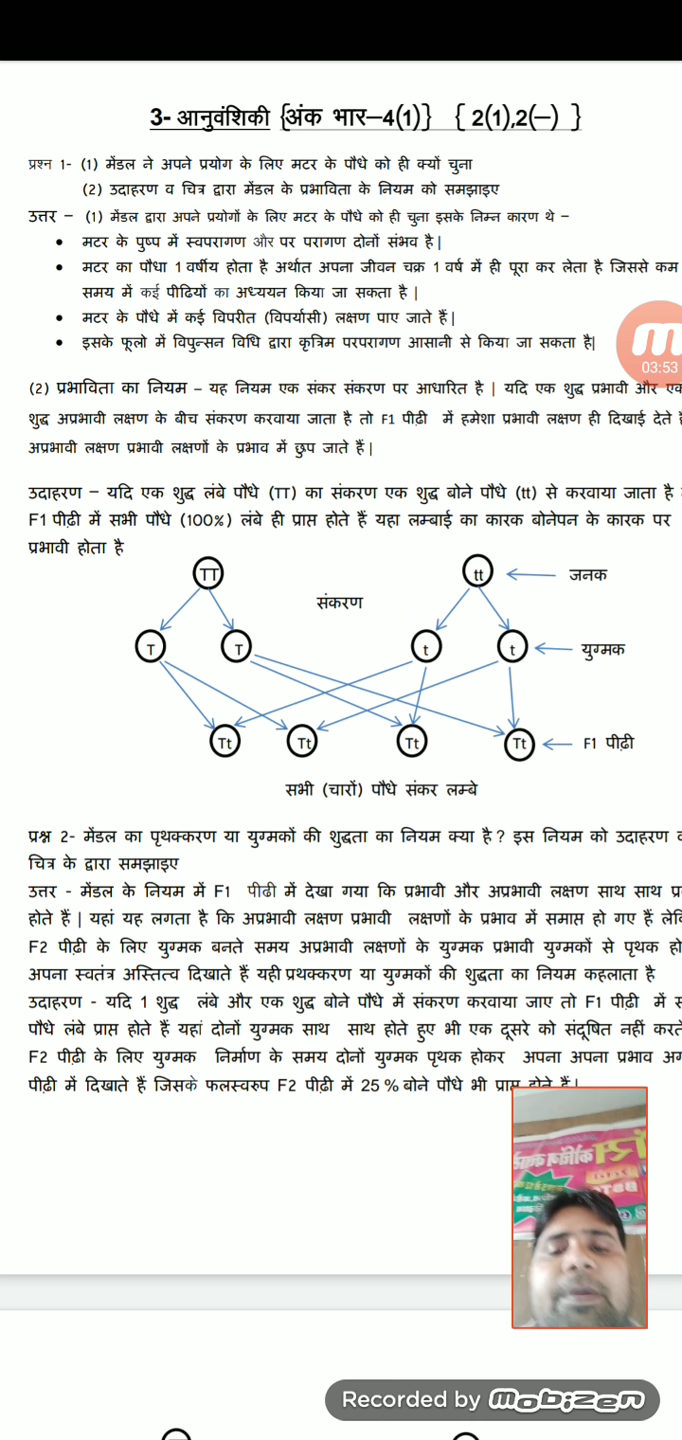 3- आनुवंशिकी {अंक भार–4(1)} { 2(1),2(–) }
प्रश्न 1- (1) मेंडल ने अपने प्रयोग के लिए मटर के पौधे को ही क्यों चुना
(2) उदाहरण व चित्र द्वारा मेंडल के प्रभाविता के नियम को समझाइए
उत्तर – (1) मेंडल द्वारा अपने प्रयोगों के लिए मटर के पौधे को ही चुना इसके निम्न कारण थे –
• मटर के पुष्प में स्वपरागण और पर परागण दोनों संभव है|
• मटर का पौधा 1 वर्षीय होता है अर्थात अपना जीवन चक्र 1 वर्ष में ही पूरा कर लेता है जिससे कम
समय में कई पीढियों का अध्ययन किया जा सकता है |
• मटर के पौधे में कई विपरीत (विपर्यासी) लक्षण पाए जाते हैं|
• इसके फूलो में विपुन्सन विधि द्वारा कृत्रिम परपरागण आसानी से किया जा सकता है|
03:53
(2) प्रभाविता का नियम – यह नियम एक संकर संकरण पर आधारित है | यदि एक शुद्ध प्रभावी और एक
शुद्ध अप्रभावी लक्षण के बीच संकरण करवाया जाता है तो F1 पीढ़ी में हमेशा प्रभावी लक्षण ही दिखाई देते
अप्रभावी लक्षण प्रभावी लक्षणों के प्रभाव में छुप जाते हैं|
उदाहरण – यदि एक शुद्ध लंबे पौधे (TT) का संकरण एक शुद्ध बोने पौधे (tt) से करवाया जाता है
F1 पीढ़ी में सभी पौधे (100%) लंबे ही प्राप्त होते हैं यहा लम्बाई का कारक बोनेपन के कारक पर
प्रभावी होता है
TT tt जनक
संकरण
T T t t युग्मक
Tt Tt Tt Tt F1 पीढ़ी
सभी (चारों) पौधे संकर लम्बे
प्रश्न 2- मेंडल का पृथक्करण या युग्मकों की शुद्धता का नियम क्या है ? इस नियम को उदाहरण
चित्र के द्वारा समझाइए
उत्तर - मेंडल के नियम में F1 पीढी में देखा गया कि प्रभावी और अप्रभावी लक्षण साथ साथ
होते हैं | यहां यह लगता है कि अप्रभावी लक्षण प्रभावी लक्षणों के प्रभाव में समाप्त हो गए हैं
F2 पीढ़ी के लिए युग्मक बनते समय अप्रभावी लक्षणों के युग्मक प्रभावी युग्मकों से पृथक हो
अपना स्वतंत्र अस्तित्व दिखाते हैं यही प्रथक्करण या युग्मकों की शुद्धता का नियम कहलाता है
उदाहरण - यदि 1 शुद्ध लंबे और एक शुद्ध बोने पौधे में संकरण करवाया जाए तो F1 पीढ़ी में
पौधे लंबे प्राप्त होते हैं यहां दोनों युग्मक साथ साथ होते हुए भी एक दूसरे को संदूषित नहीं करते
F2 पीढ़ी के लिए युग्मक निर्माण के समय दोनों युग्मक पृथक होकर अपना अपना प्रभाव
पीढ़ी में दिखाते हैं जिसके फलस्वरुप F2 पीढ़ी में 25 % बोने पौधे भी प्राप्त होते हैं|
Recorded by mobizen